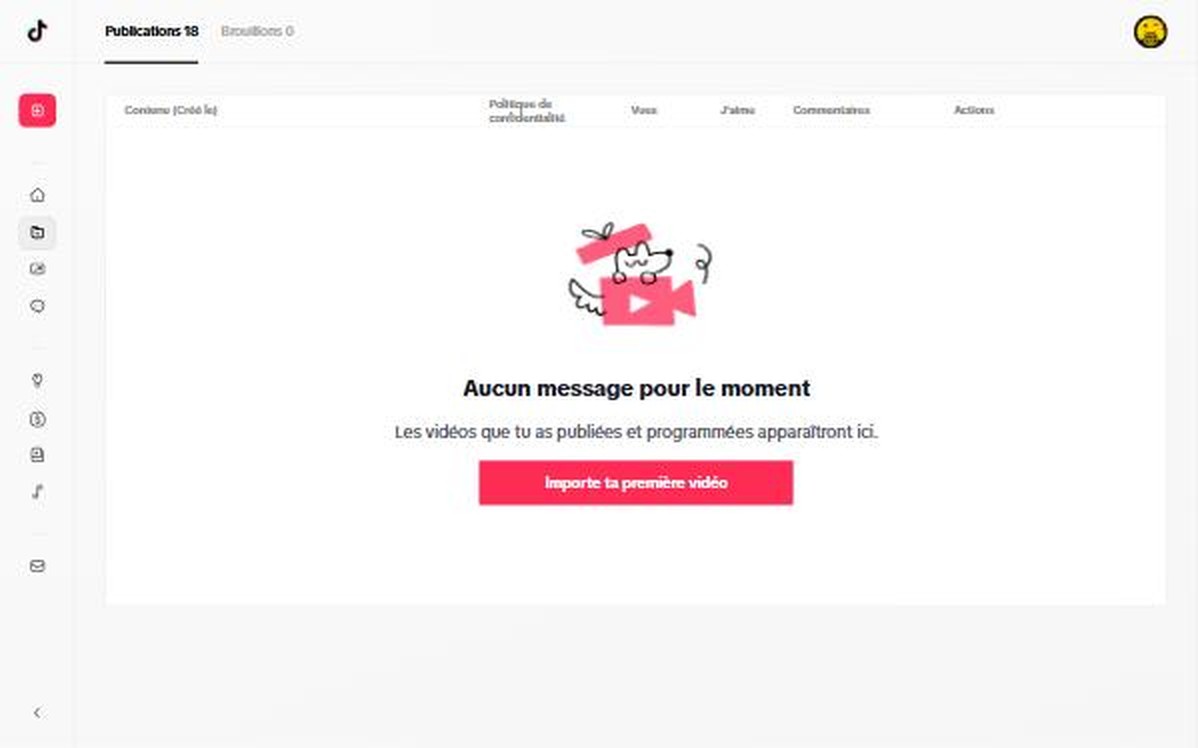 Publications 18 Brouillons 0
Contenu (Créé le) Politique de confidentialité Vues J'aime Commentaires Actions
Aucun message pour le moment
Les vidéos que tu as publiées et programmées apparaîtront ici.
Importe ta première vidéo